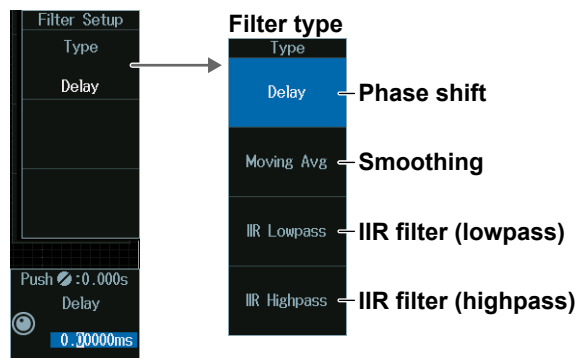 Filter Setup
Type
Delay
Push :0.000s
Delay
0.00000ms
Filter type
Type
Delay
Phase shift
Moving Avg
Smoothing
IIR Lowpass
IIR filter (lowpass)
IIR Highpass
IIR filter (highpass)